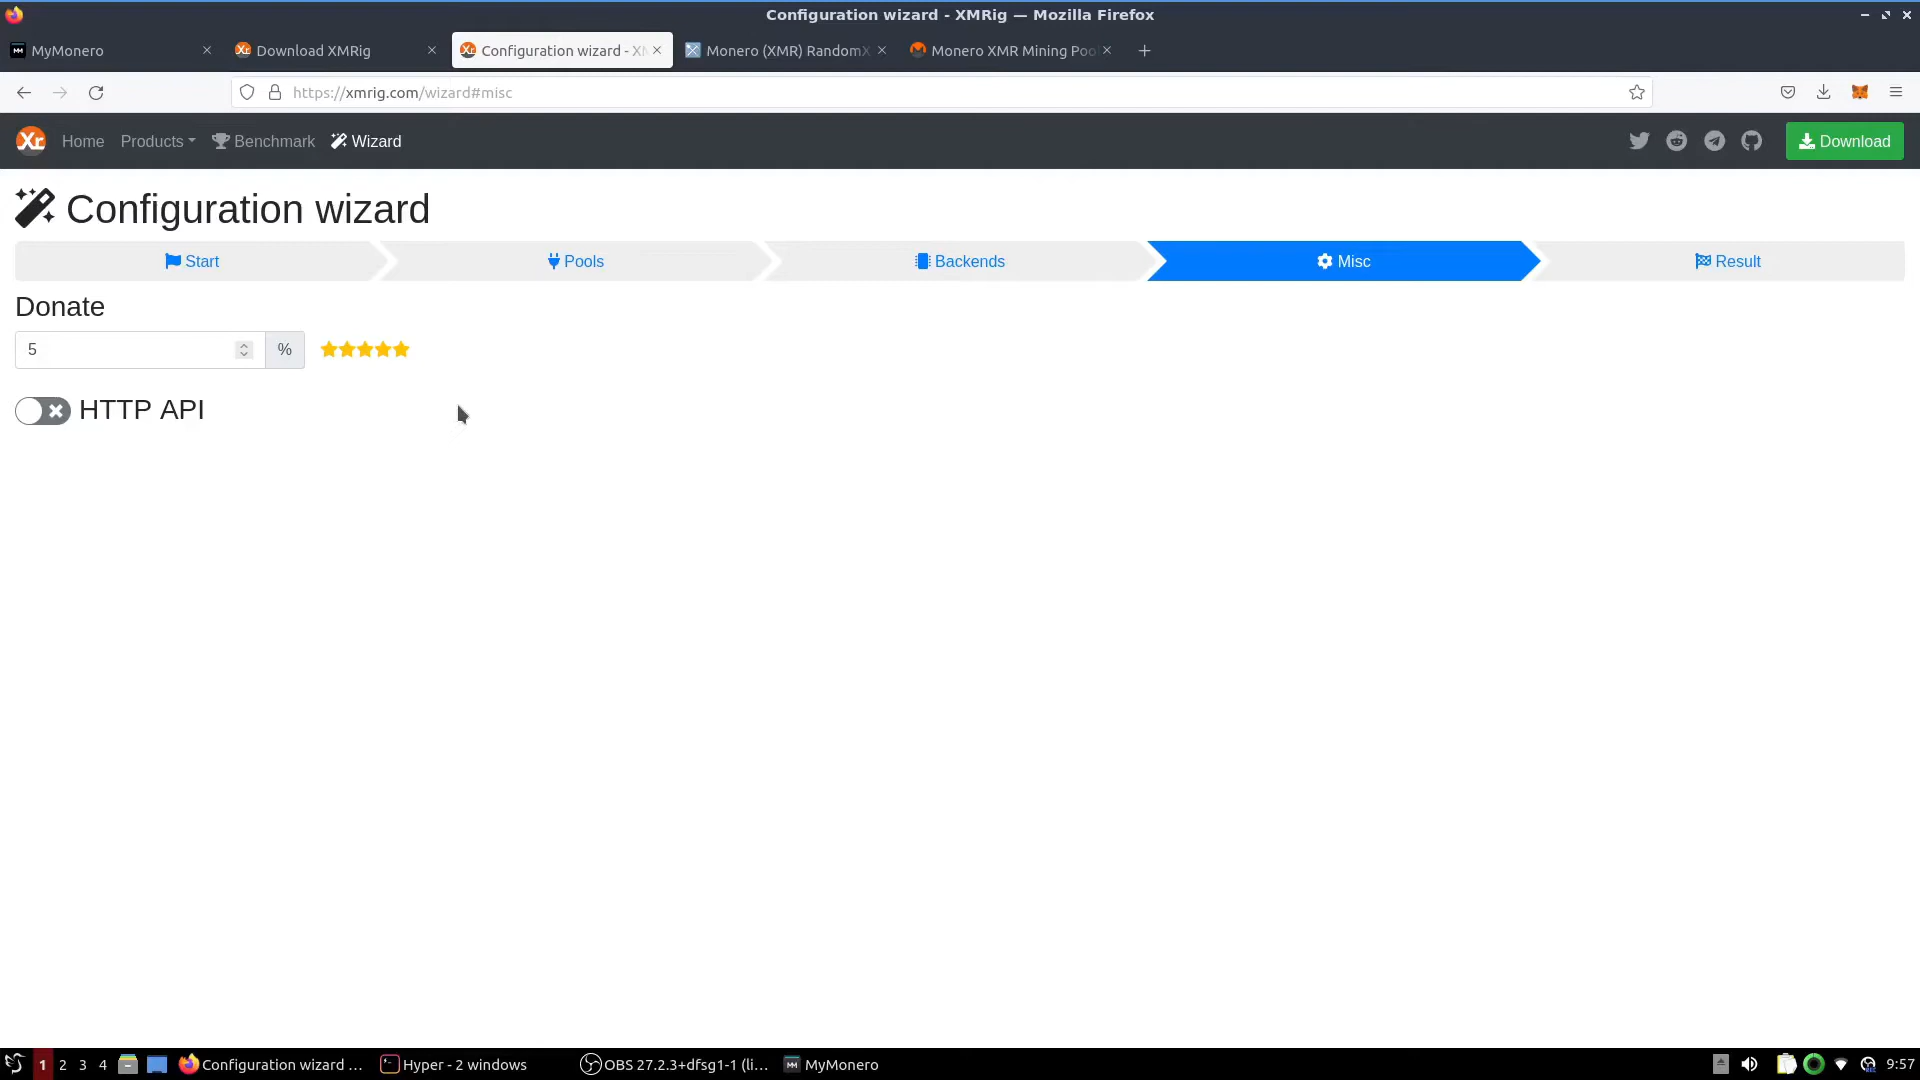 Configuration wizard - XMRig — Mozilla Firefox
MyMonero
Download XMRig
Configuration wizard - XM
Monero (XMR) RandomX
Monero XMR Mining Poo
https://xmrig.com/wizard#misc
Xr Home Products Benchmark Wizard Download
Configuration wizard
Start Pools Backends Misc Result
Donate
5 %
HTTP API
1 2 3 4 Configuration wizard ... Hyper - 2 windows OBS 27.2.3+dfsg1-1 (li... MyMonero 9:57